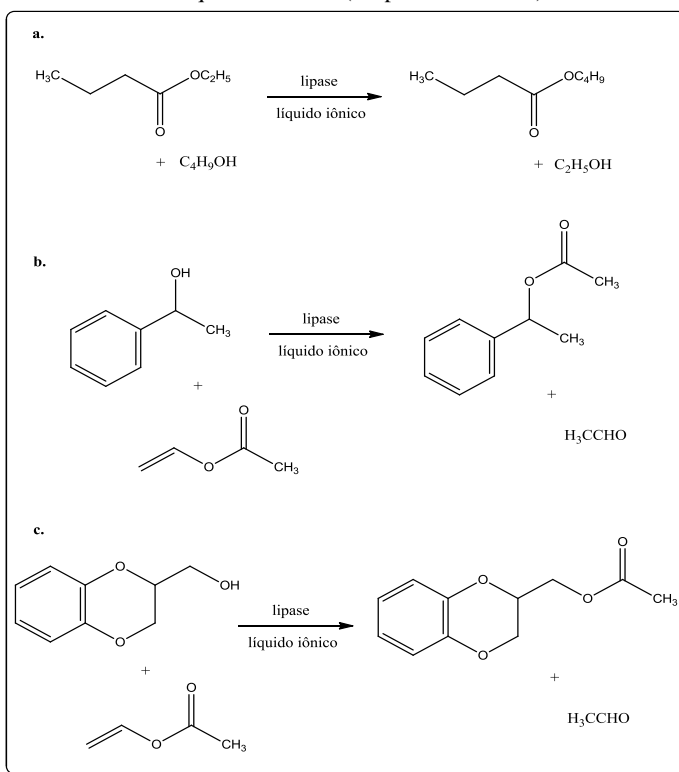 a.
H₃C
OC₂H₅
O
+ C₄H₉OH
lipase
líquido iônico
H₃C
OC₄H₉
O
+ C₂H₅OH
b.
OH
CH₃
+
O
O
CH₃
lipase
líquido iônico
O
O
CH₃
CH₃
+
H₃CCHO
c.
O
OH
O
+
O
O
CH₃
lipase
líquido iônico
O
O
O
O
CH₃
+
H₃CCHO